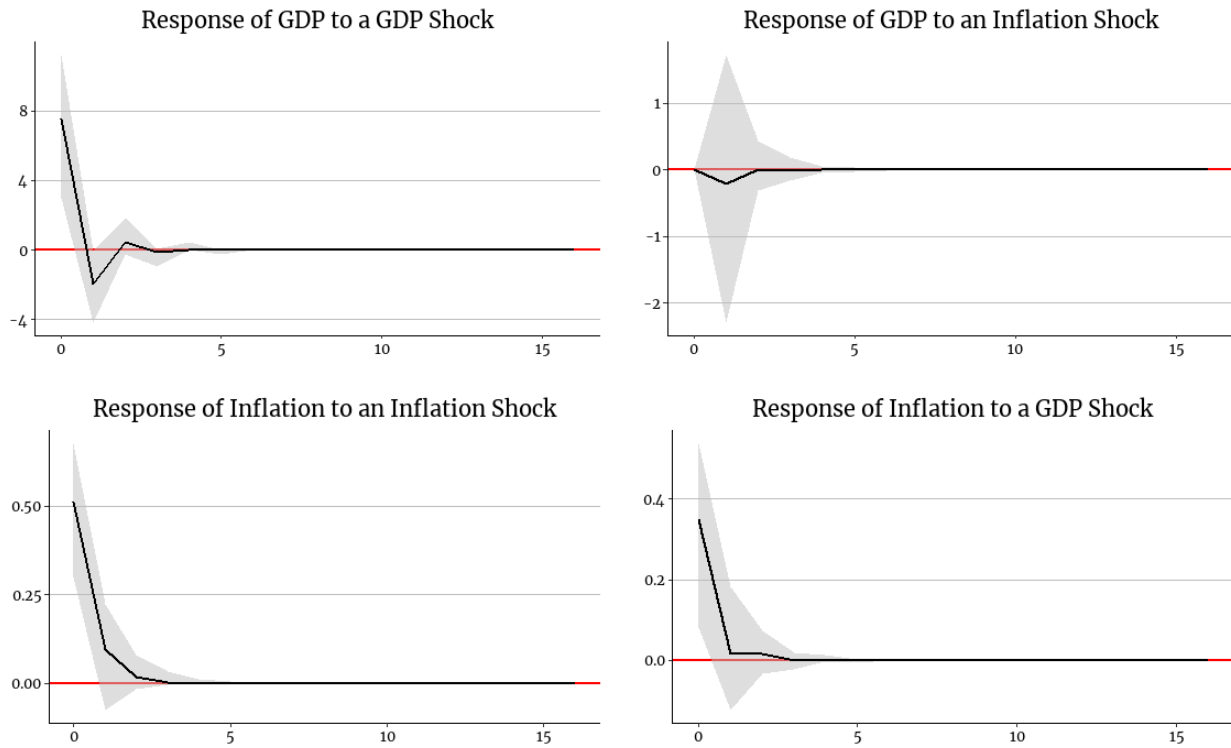 Response of GDP to a GDP Shock
8
4
0
-4
0 5 10 15
Response of GDP to an Inflation Shock
1
0
-1
-2
0 5 10 15
Response of Inflation to an Inflation Shock
0.50
0.25
0.00
0 5 10 15
Response of Inflation to a GDP Shock
0.4
0.2
0.0
0 5 10 15